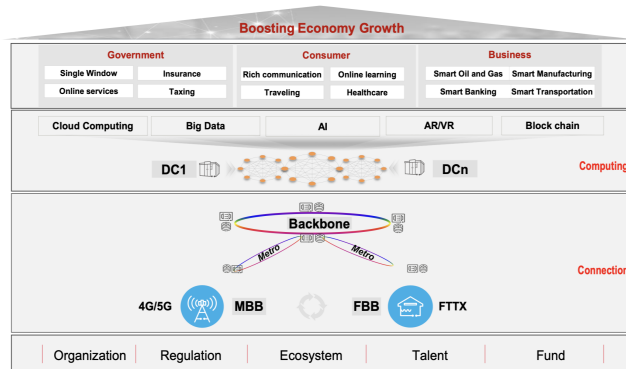 Boosting Economy Growth
Government
Consumer
Business
Single Window
Insurance
Rich communication
Online learning
Smart Oil and Gas
Smart Manufacturing
Online services
Taxing
Traveling
Healthcare
Smart Banking
Smart Transportation
Cloud Computing
Big Data
AI
AR/VR
Block chain
DC1
DCn
Computing
Backbone
Metro
Metro
Connection
4G/5G
MBB
FBB
FTTX
Organization
Regulation
Ecosystem
Talent
Fund